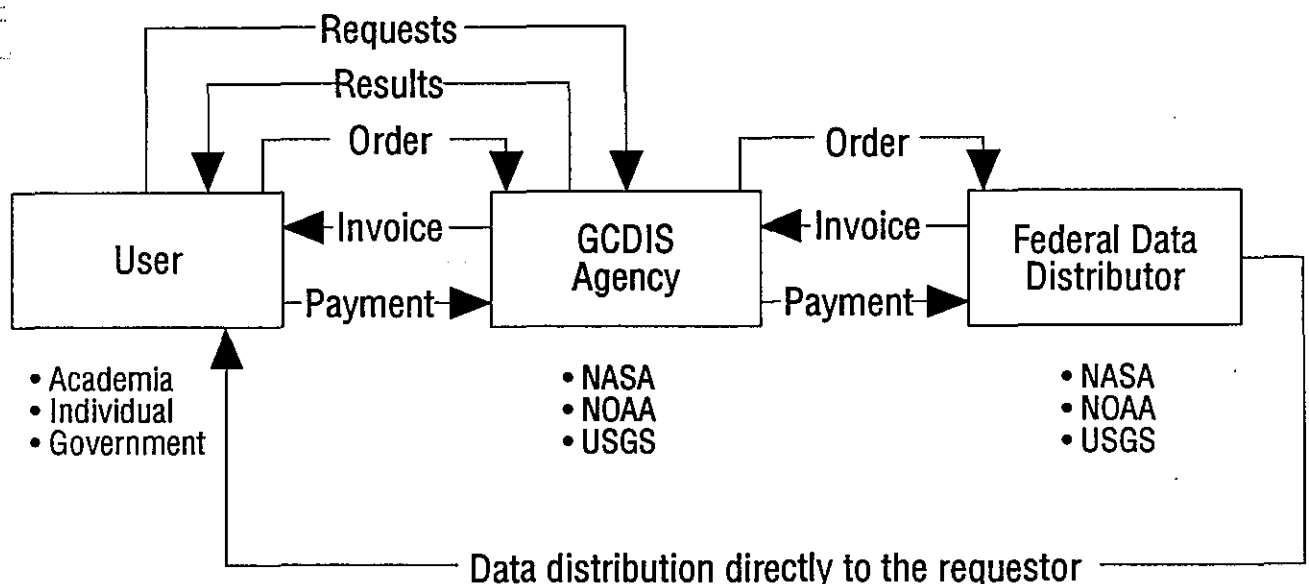 Requests
Results
Order
Order
User
Invoice
GCDIS
Agency
Invoice
Federal Data
Distributor
Payment
Payment
• Academia
• Individual
• Government
• NASA
• NOAA
• USGS
• NASA
• NOAA
• USGS
Data distribution directly to the requestor